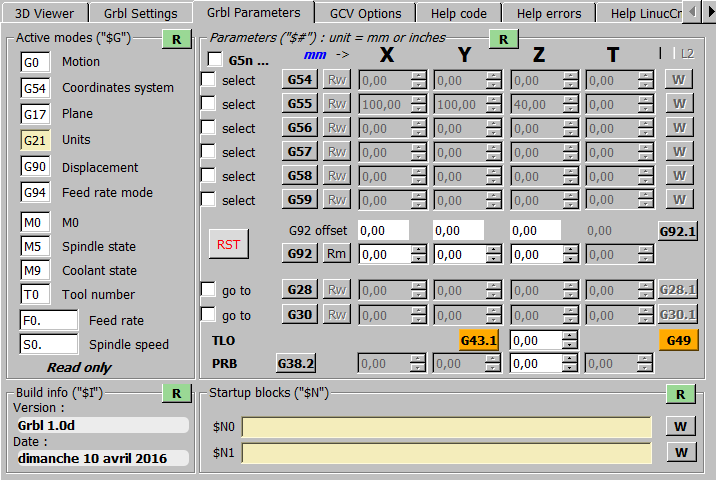 3D Viewer Grbl Settings Grbl Parameters GCV Options Help code Help errors Help LinucCr
Active modes ("$G") R
G0 Motion
G54 Coordinates system
G17 Plane
G21 Units
G90 Displacement
G94 Feed rate mode
M0 M0
M5 Spindle state
M9 Coolant state
T0 Tool number
F0. Feed rate
S0. Spindle speed
Read only
Parameters ("$#") : unit = mm or inches R
G5n ... mm -> X Y Z T | | L2
select G54 Rw 0,00 0,00 0,00 0,00 W
select G55 Rw 100,00 100,00 40,00 0,00 W
select G56 Rw 0,00 0,00 0,00 0,00 W
select G57 Rw 0,00 0,00 0,00 0,00 W
select G58 Rw 0,00 0,00 0,00 0,00 W
select G59 Rw 0,00 0,00 0,00 0,00 W
RST
G92 offset 0,00 0,00 0,00 0,00 G92.1
G92 Rm 0,00 0,00 0,00 0,00
go to G28 Rw 0,00 0,00 0,00 0,00 G28.1
go to G30 Rw 0,00 0,00 0,00 0,00 G30.1
TLO G43.1 0,00 G49
PRB G38.2 0,00 0,00 0,00 0,00
Build info ("$I") R
Version :
Grbl 1.0d
Date :
dimanche 10 avril 2016
Startup blocks ("$N") R
$N0 W
$N1 W